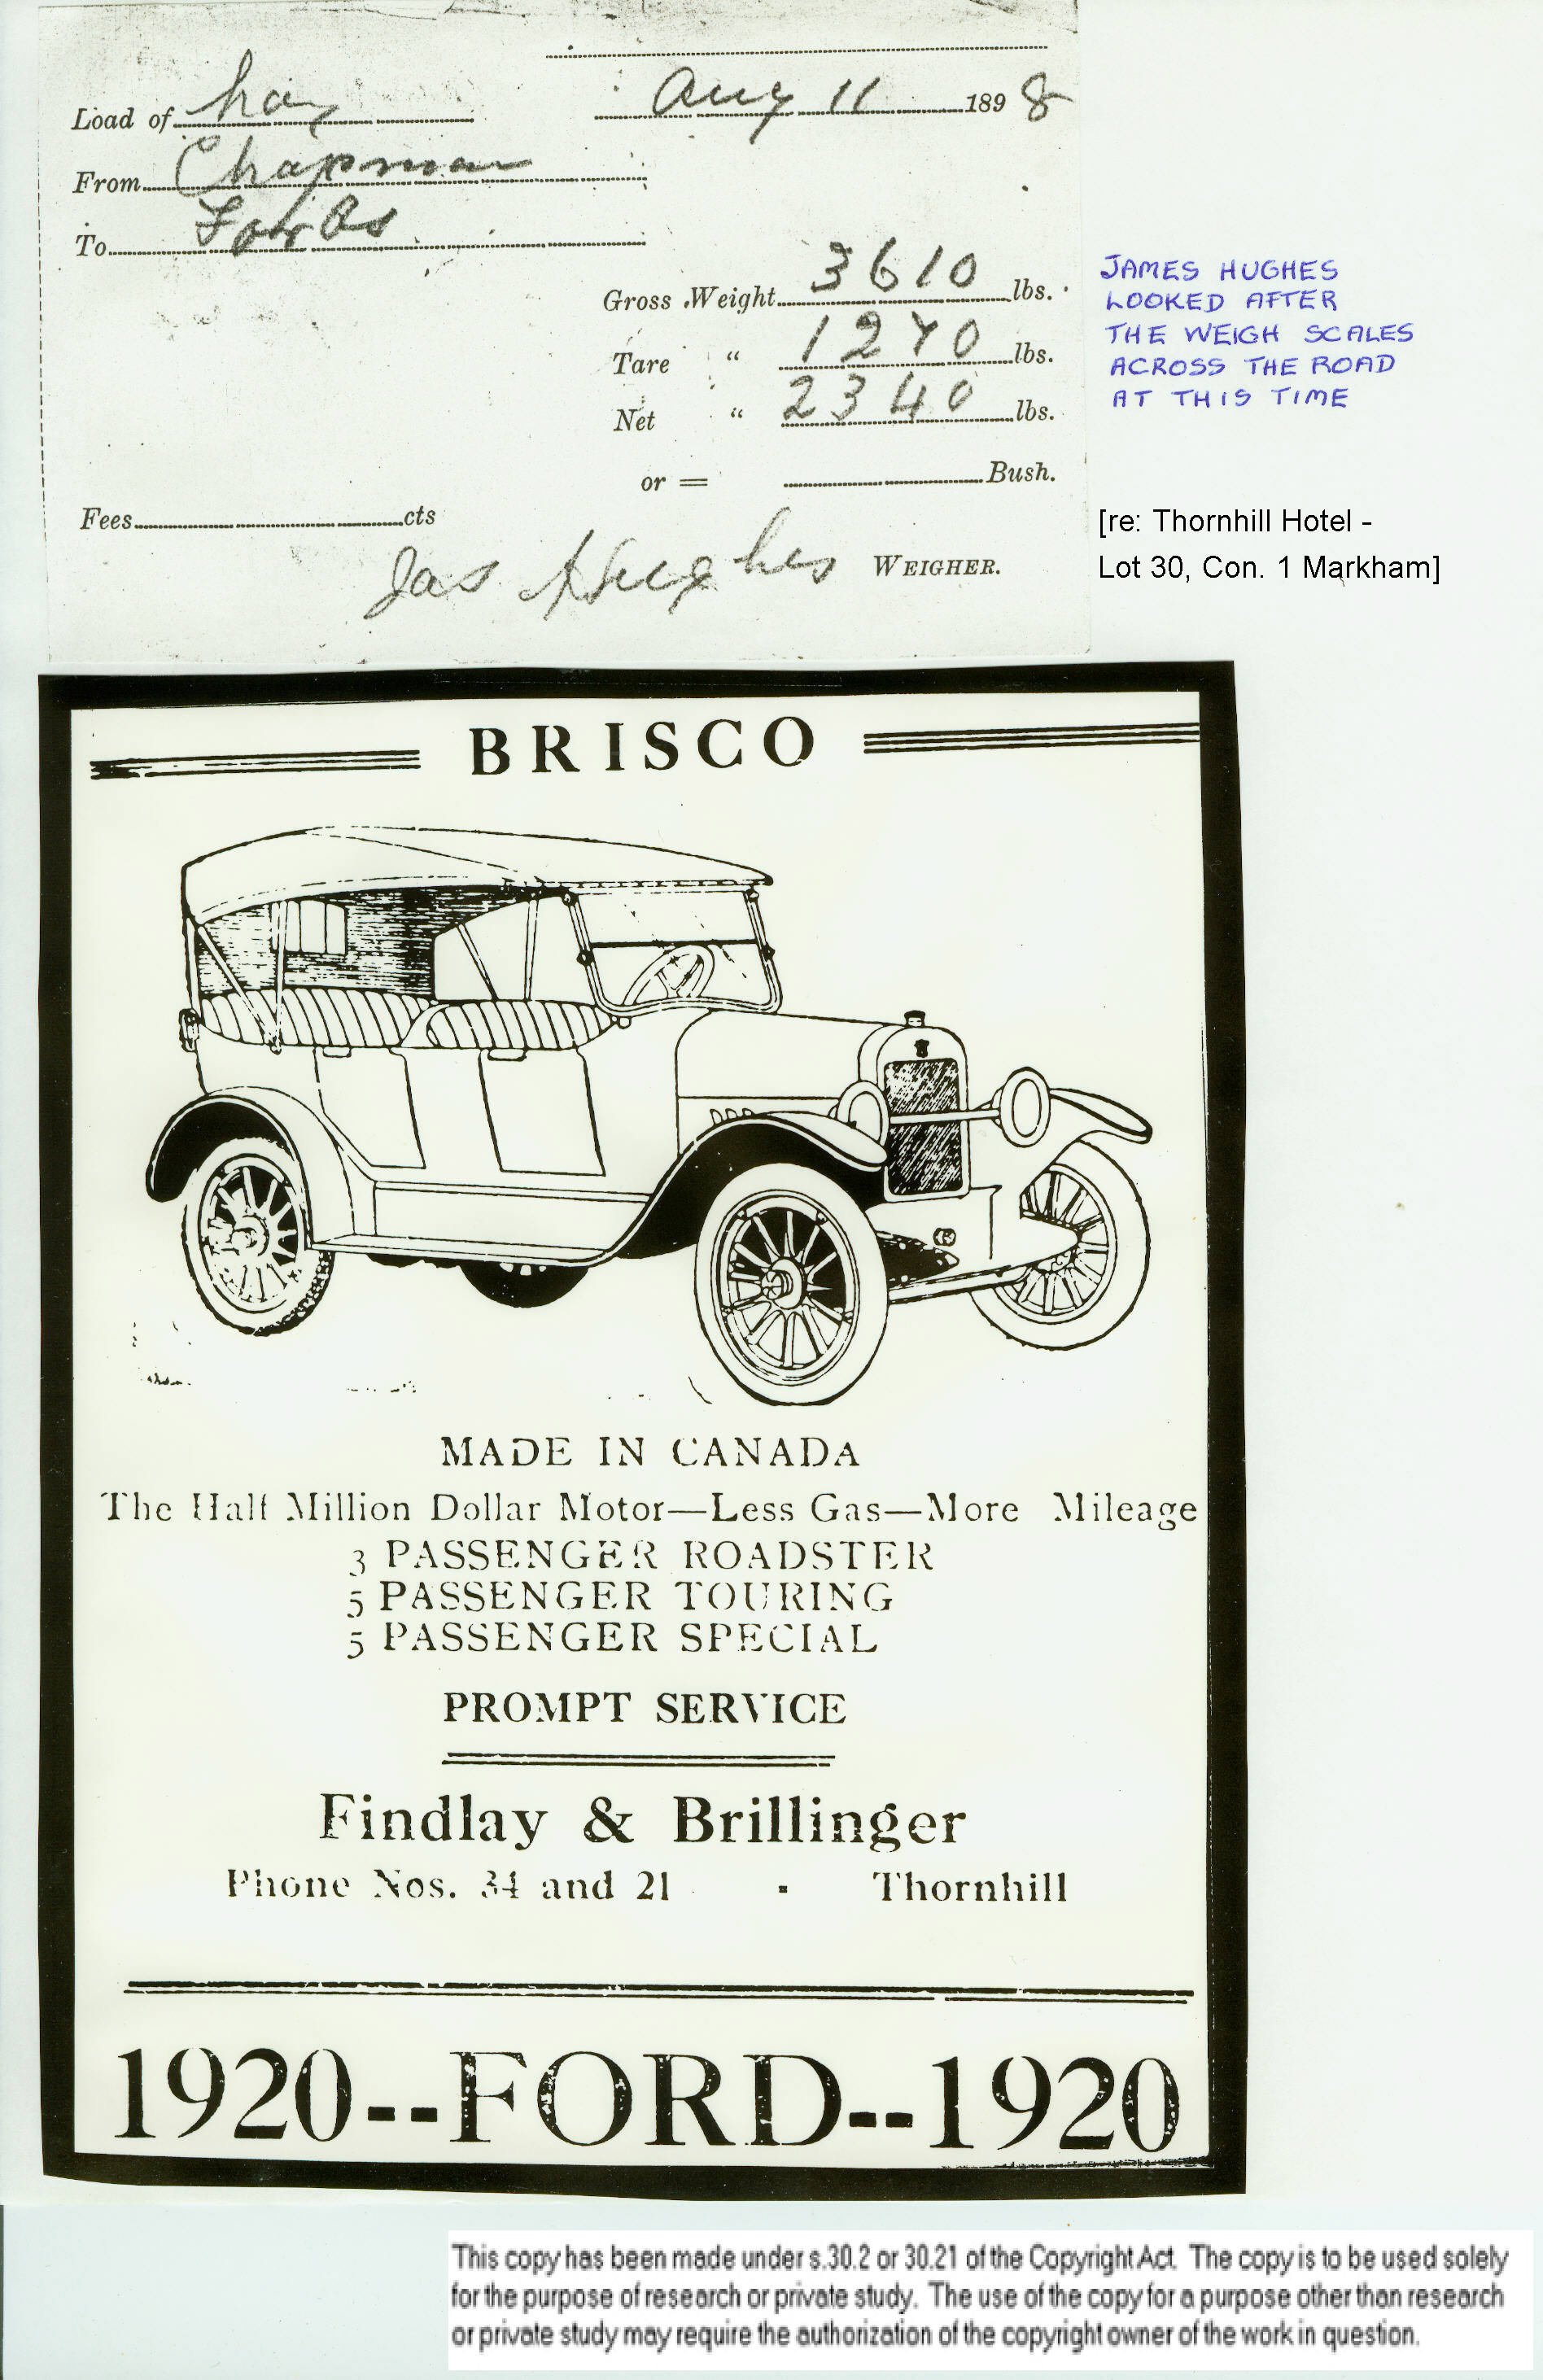 Load of hay Aug 11 1898
From Chapman
To
Gross Weight 3610 lbs.
Tare " 1270 lbs.
Net " 2340 lbs.
or = Bush.
Fees cts
Jas Hughes WEIGHER.
JAMES HUGHES
LOOKED AFTER
THE WEIGH SCALES
ACROSS THE ROAD
AT THIS TIME
[re: Thornhill Hotel -
Lot 30, Con. 1 Markham]
BRISCO
MADE IN CANADA
The Half Million Dollar Motor—Less Gas—More Mileage
3 PASSENGER ROADSTER
5 PASSENGER TOURING
5 PASSENGER SPECIAL
PROMPT SERVICE
Findlay & Brillinger
Phone Nos. 34 and 21 - Thornhill
1920--FORD--1920
This copy has been made under s.30.2 or 30.21 of the Copyright Act. The copy is to be used solely
for the purpose of research or private study. The use of the copy for a purpose other than research
or private study may require the authorization of the copyright owner of the work in question.